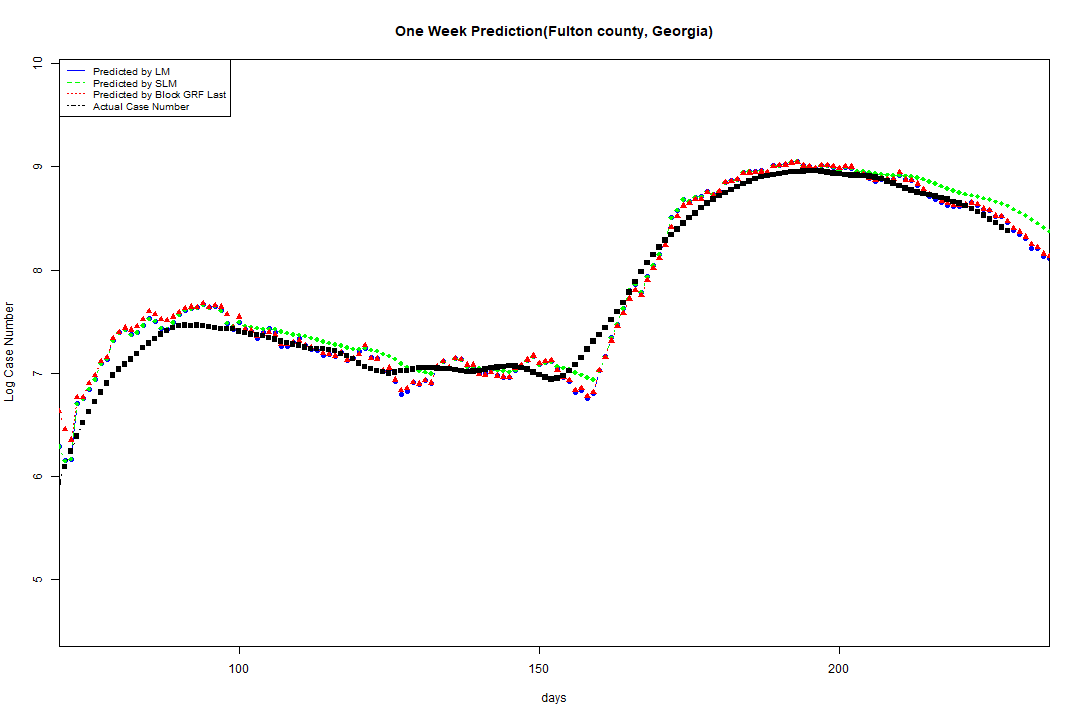 One Week Prediction(Fulton county, Georgia)
Predicted by LM
Predicted by SLM
Predicted by Block GRF Last
Actual Case Number
Log Case Number
10
9
8
7
6
5
100 150 200
days